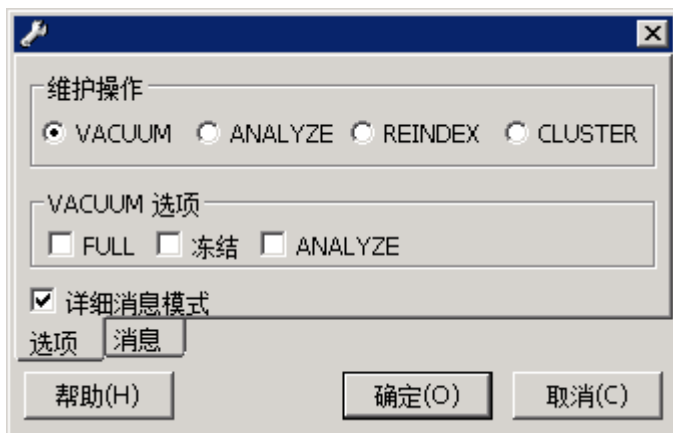 维护操作
VACUUM ANALYZE REINDEX CLUSTER
VACUUM 选项
FULL 冻结 ANALYZE
详细消息模式
选项 消息
帮助(H) 确定(O) 取消(C)